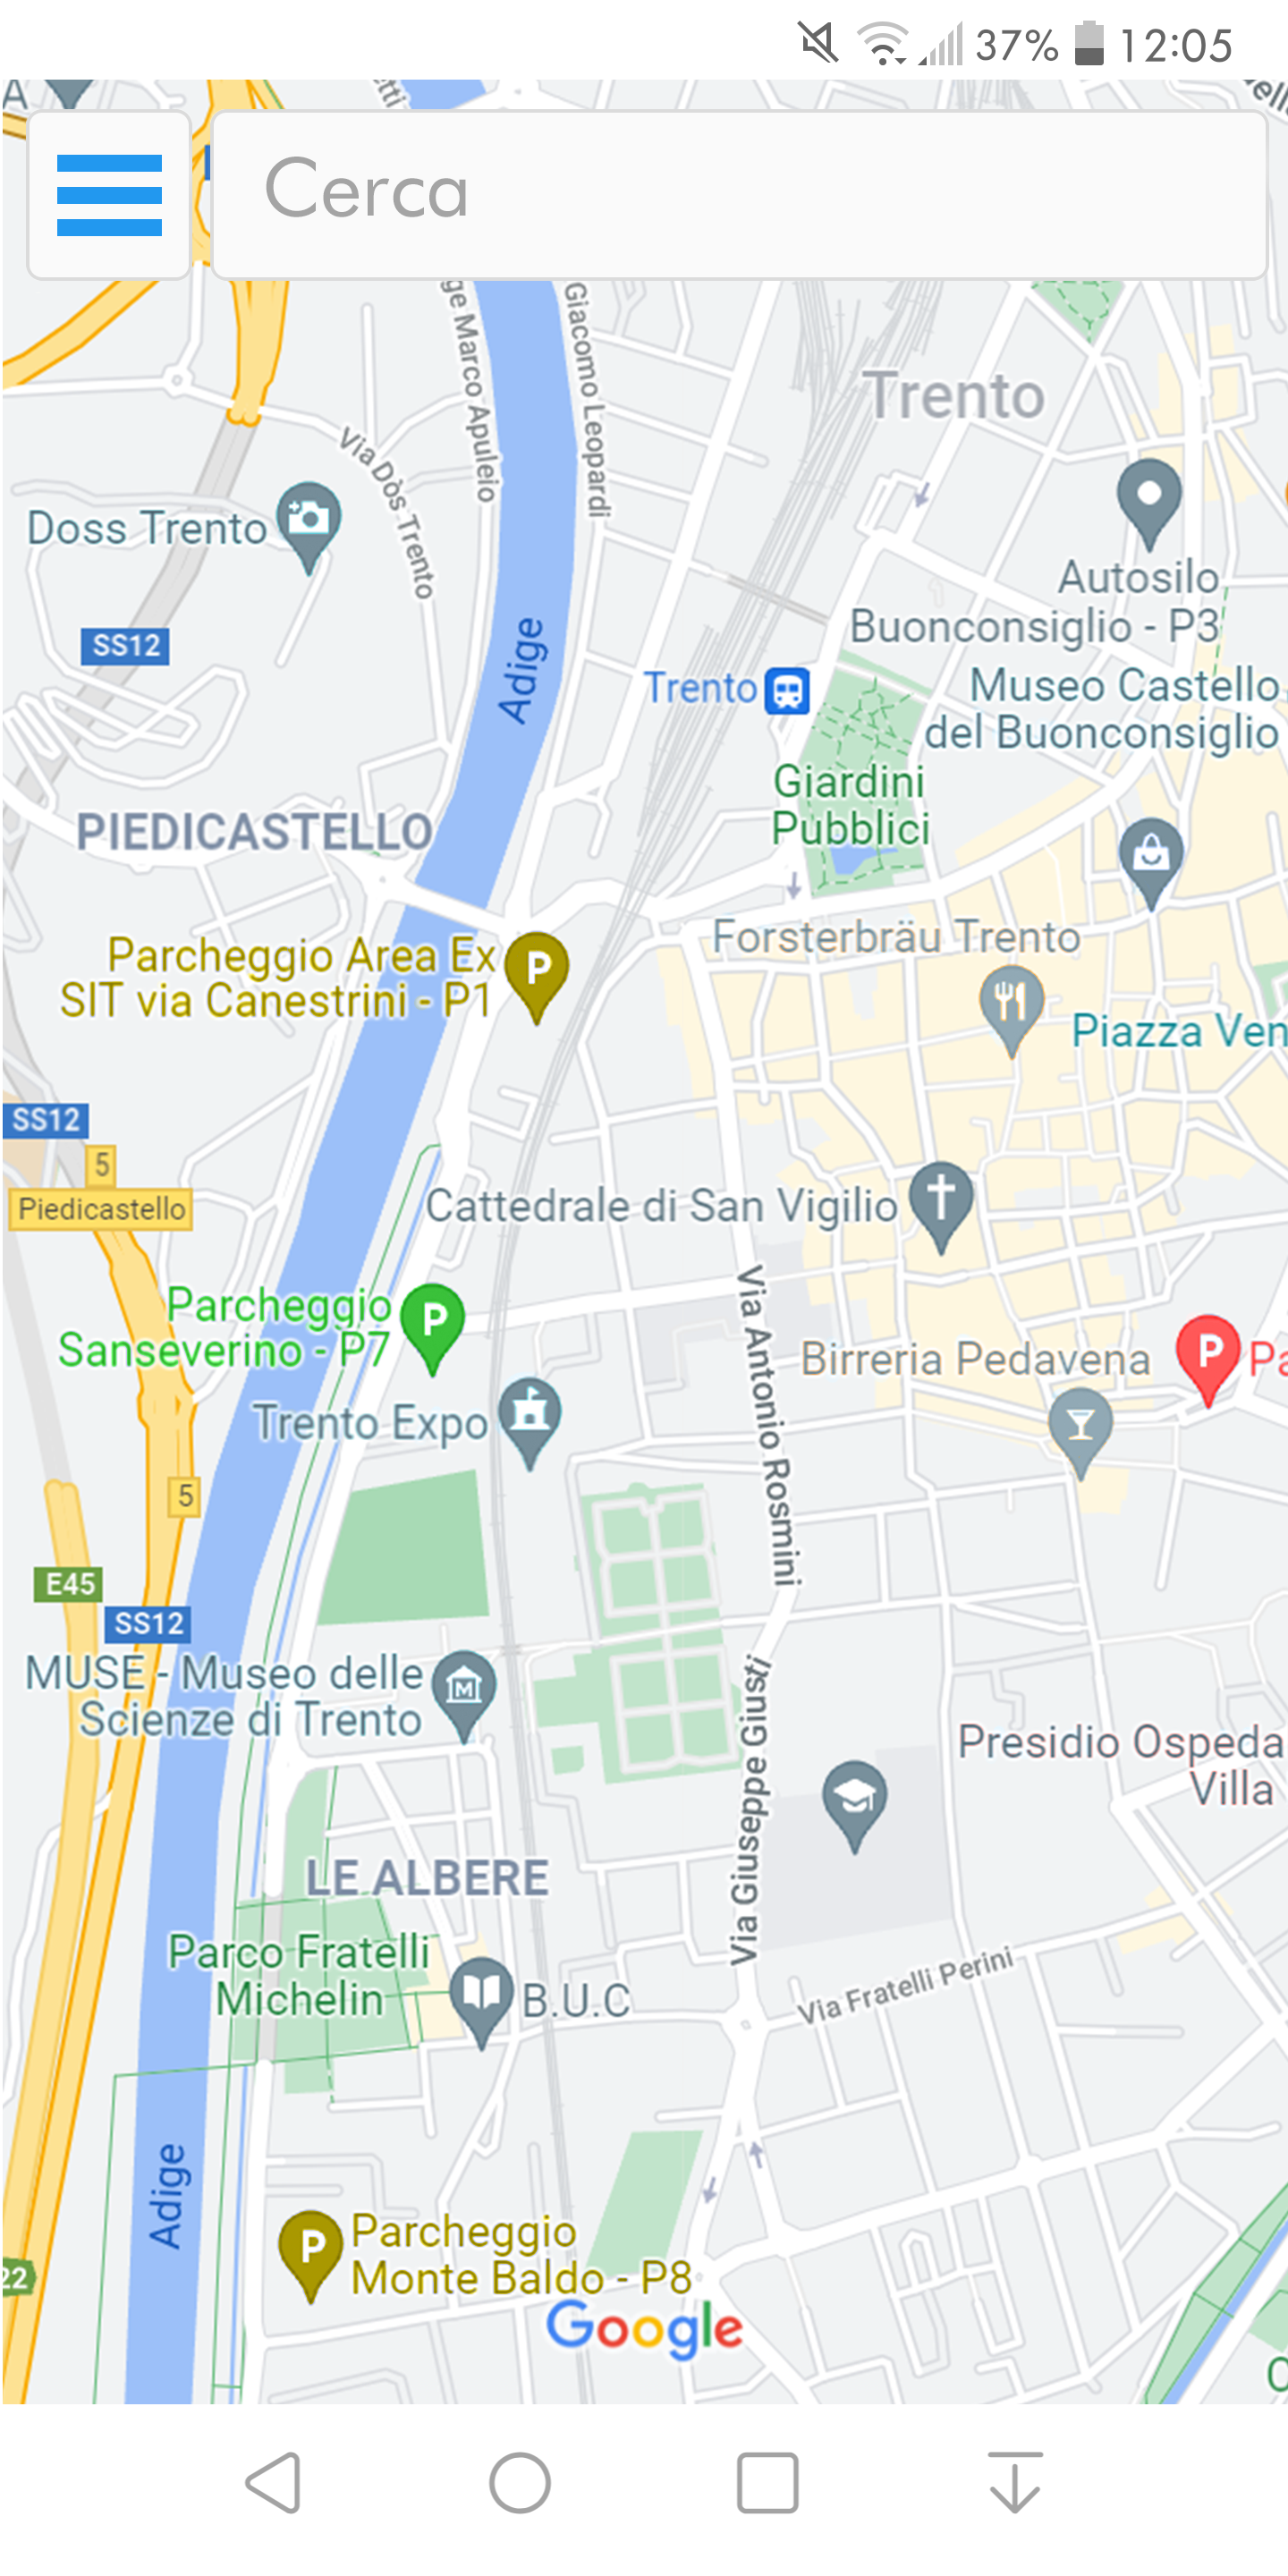 37% 12:05
A
Cerca
Giacomo Leopardi
Marco Apuleio
Trento
Via Dòs Trento
Doss Trento
SS12
Autosilo
Buonconsiglio - P3
Adige
Trento
Museo Castello
del Buonconsiglio
Giardini
Pubblici
PIEDICASTELLO
Forsterbräu Trento
Parcheggio Area Ex
SIT via Canestrini - P1
P
Piazza Ven
SS12
5
Piedicastello
Cattedrale di San Vigilio
Via Antonio Rosmini
Parcheggio
Sanseverino - P7
P
Birreria Pedavena
P
Pa
Trento Expo
5
E45
SS12
MUSE - Museo delle
Scienze di Trento
M
Via Giuseppe Giusti
Presidio Ospeda
Villa
LE ALBERE
Parco Fratelli
Michelin
B.U.C
Via Fratelli Perini
Adige
P
Parcheggio
Monte Baldo - P8
22
Google